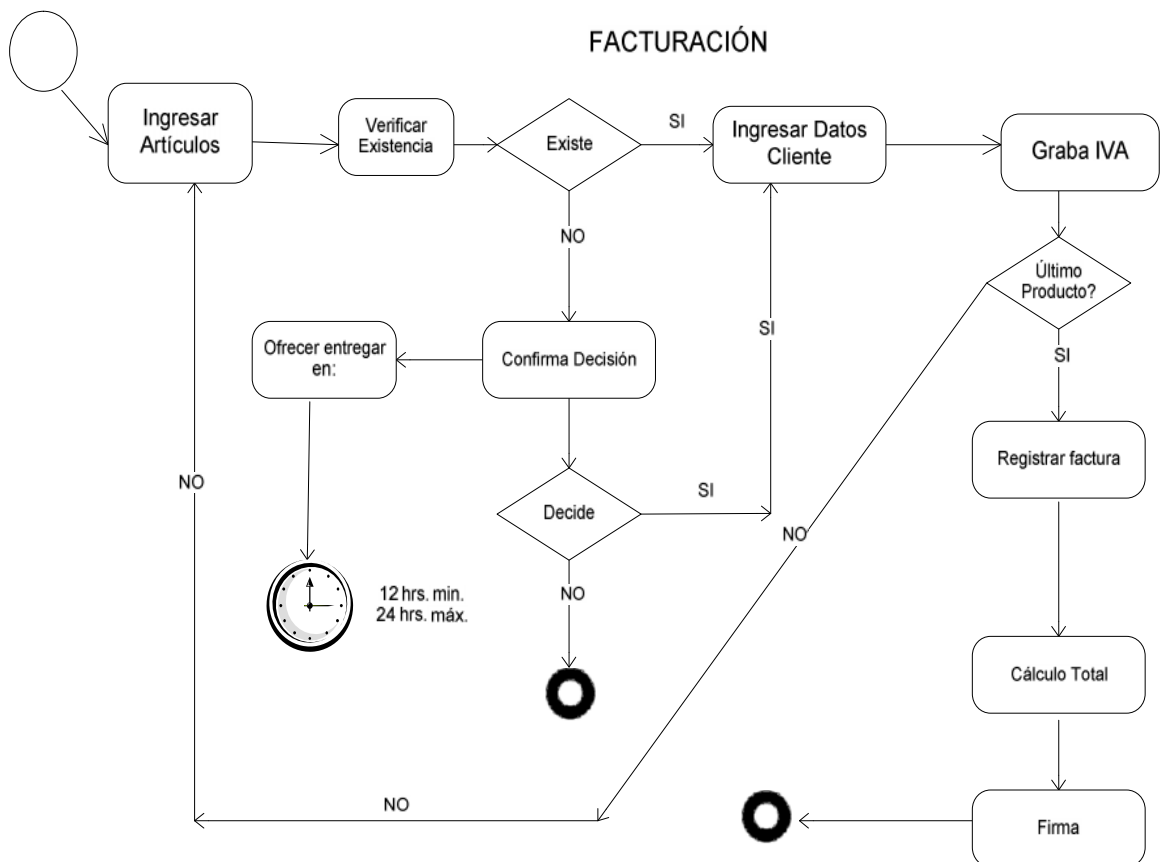 FACTURACIÓN
Ingresar
Artículos
Verificar
Existencia
Existe
SI
Ingresar Datos
Cliente
Graba IVA
NO
Último
Producto?
Ofrecer entregar
en:
Confirma Decisión
SI
SI
Registrar factura
NO
Decide
SI
NO
12 hrs. min.
24 hrs. máx.
NO
Cálculo Total
NO
Firma